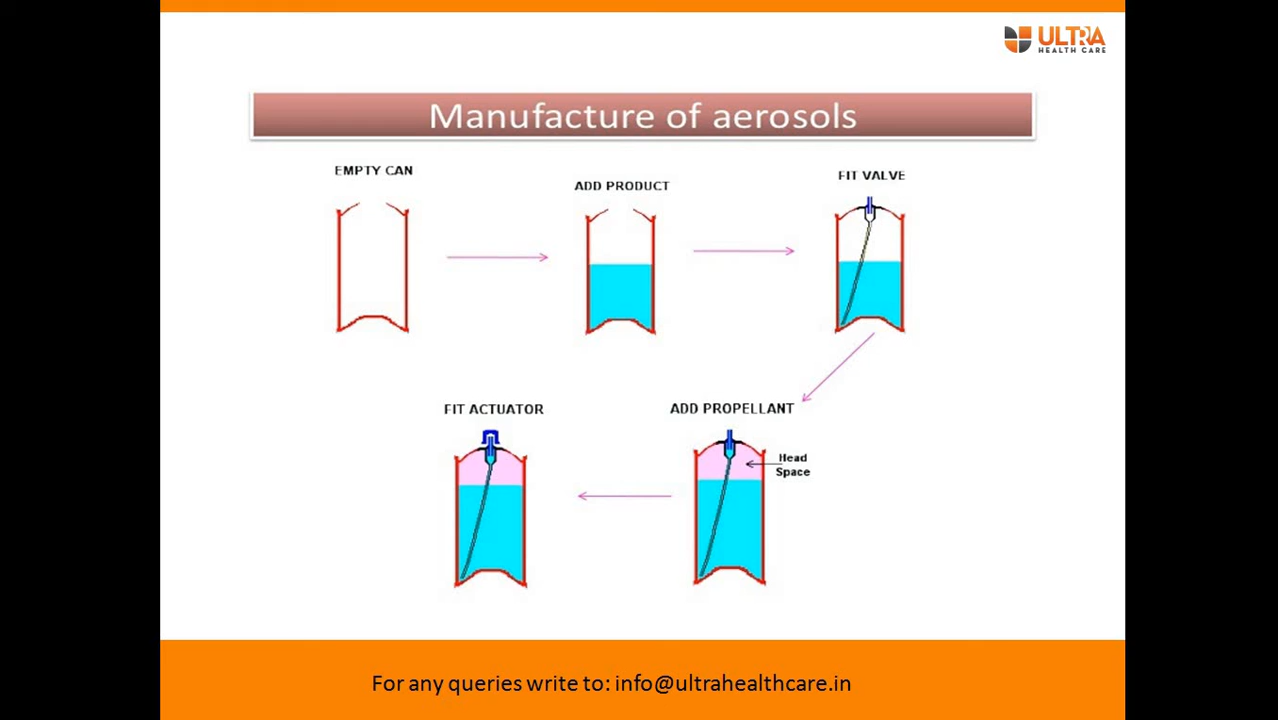 ULTRA
HEALTH CARE
Manufacture of aerosols
EMPTY CAN
ADD PRODUCT
FIT VALVE
FIT ACTUATOR
ADD PROPELLANT
Head
Space
For any queries write to: info@ultrahealthcare.in